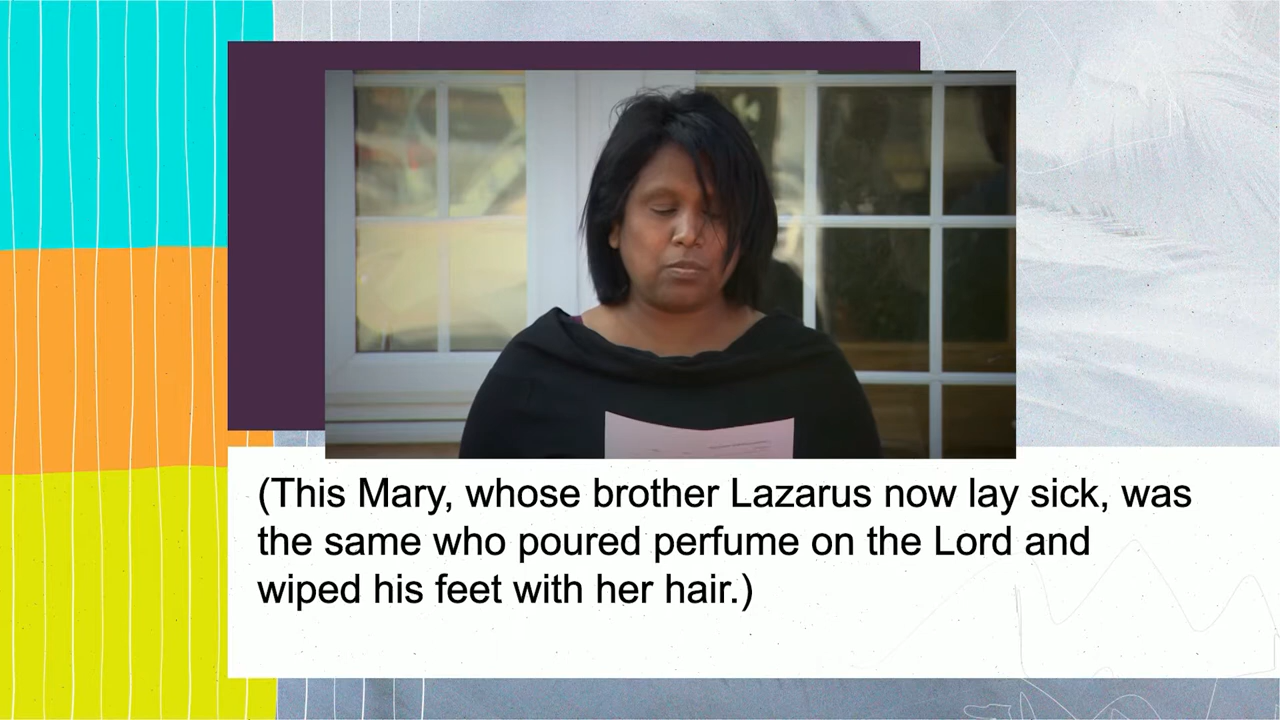 (This Mary, whose brother Lazarus now lay sick, was
the same who poured perfume on the Lord and
wiped his feet with her hair.)